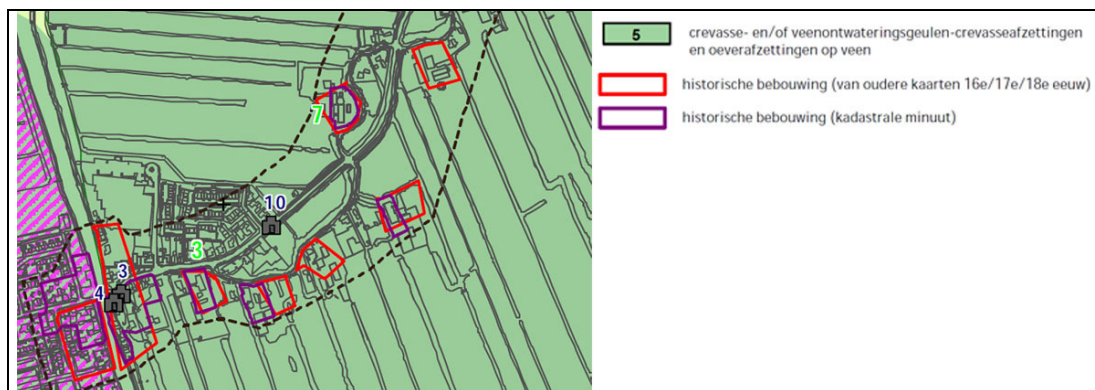 5 crevasse- en/of veenontwateringsgeulen-crevasseafzettingen
en oeverafzettingen op veen
historische bebouwing (van oudere kaarten 16e/17e/18e eeuw)
historische bebouwing (kadastrale minuut)
7
10
3
3
4